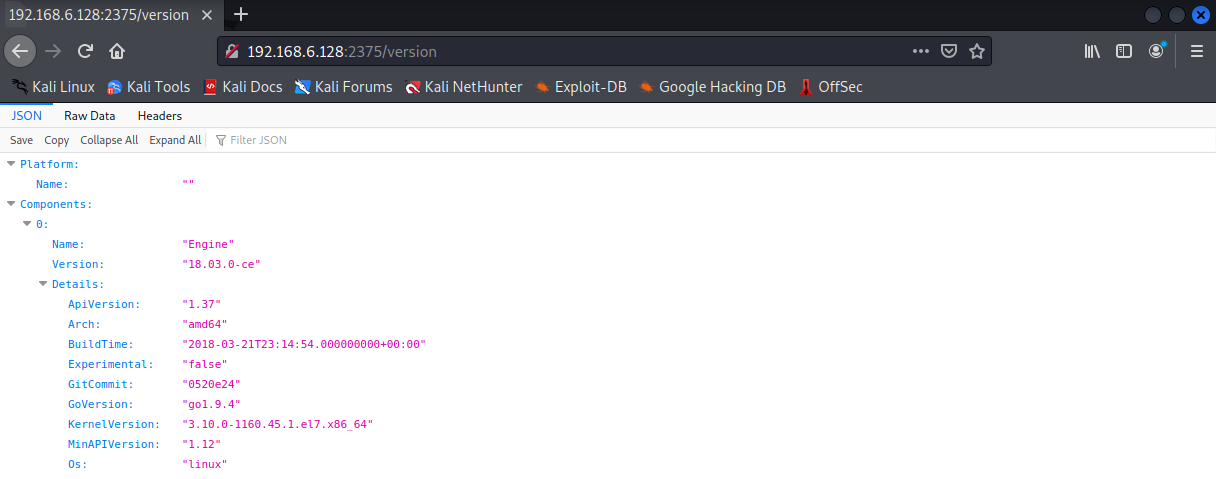 192.168.6.128:2375/version
192.168.6.128:2375/version
Kali Linux Kali Tools Kali Docs Kali Forums Kali NetHunter Exploit-DB Google Hacking DB OffSec
JSON Raw Data Headers
Save Copy Collapse All Expand All Filter JSON
Platform:
Name: ""
Components:
0:
Name: "Engine"
Version: "18.03.0-ce"
Details:
ApiVersion: "1.37"
Arch: "amd64"
BuildTime: "2018-03-21T23:14:54.000000000+00:00"
Experimental: "false"
GitCommit: "0520e24"
GoVersion: "go1.9.4"
KernelVersion: "3.10.0-1160.45.1.el7.x86_64"
MinAPIVersion: "1.12"
Os: "linux"